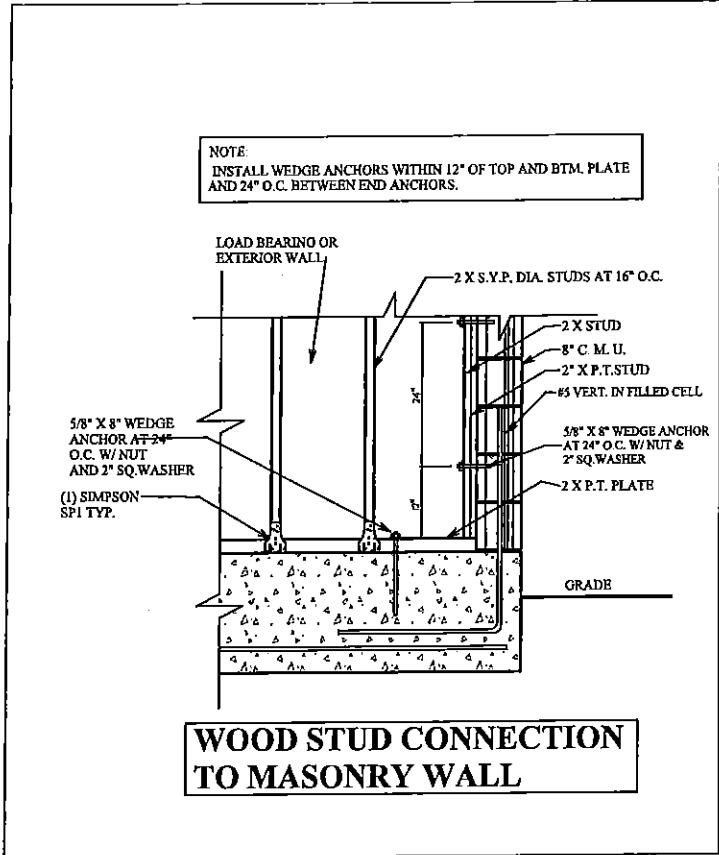 NOTE:
INSTALL WEDGE ANCHORS WITHIN 12" OF TOP AND BTM. PLATE
AND 24" O.C. BETWEEN END ANCHORS.
LOAD BEARING OR
EXTERIOR WALL
2 X S.Y.P. DIA. STUDS AT 16" O.C.
2 X STUD
8" C. M. U.
2" X P.T.STUD
#5 VERT. IN FILLED CELL
24"
5/8" X 8" WEDGE
ANCHOR AT 24"
O.C. W/ NUT
AND 2" SQ.WASHER
5/8" X 8" WEDGE ANCHOR
AT 24" O.C. W/ NUT &
2" SQ.WASHER
12"
2 X P.T. PLATE
(1) SIMPSON
SP1 TYP.
GRADE
WOOD STUD CONNECTION
TO MASONRY WALL